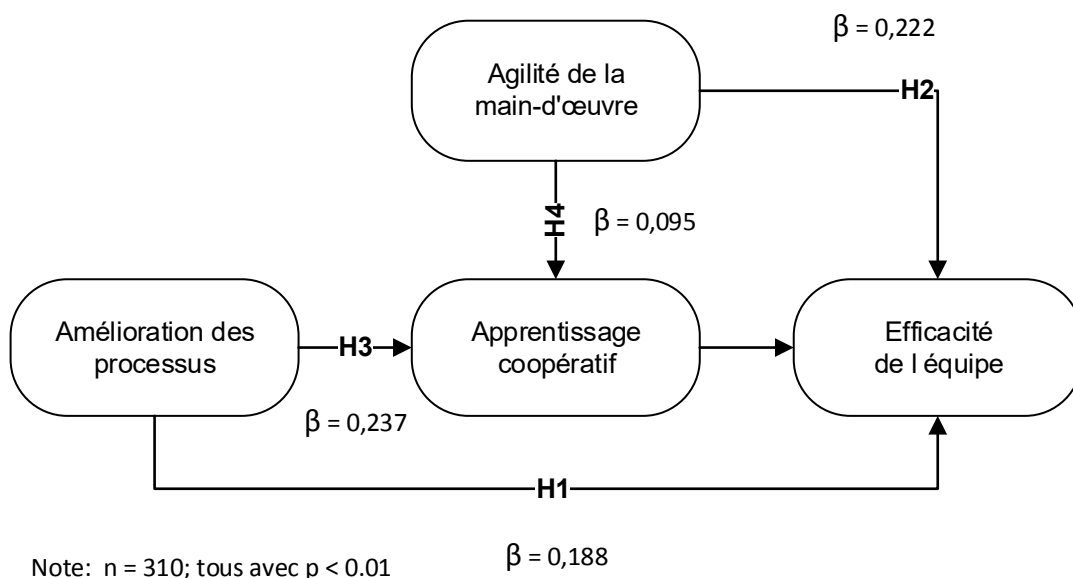 β = 0,222
Agilité de la
main-d'œuvre
H2
H4
β = 0,095
Amélioration des
processus
H3
Apprentissage
coopératif
Efficacité
de l équipe
β = 0,237
H1
β = 0,188
Note: n = 310; tous avec p < 0.01